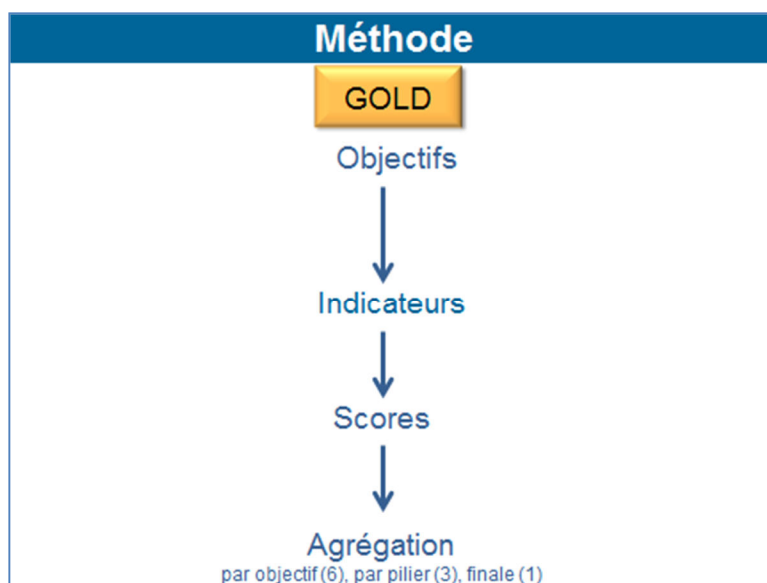 Méthode
GOLD
Objectifs
Indicateurs
Scores
Agrégation
par objectif (6), par pilier (3), finale (1)